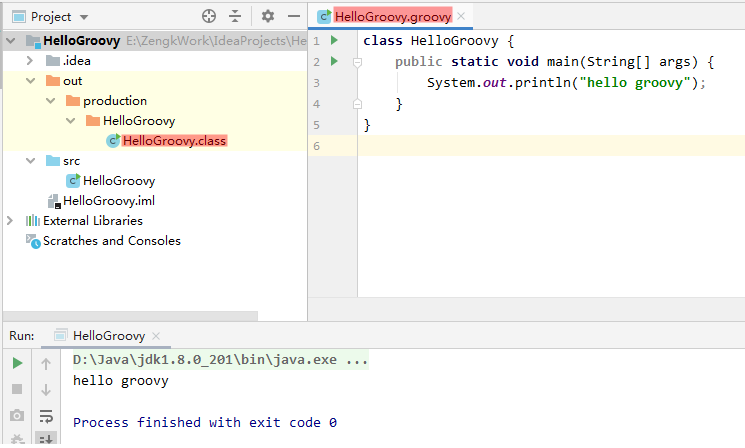 Project
HelloGroovy.groovy
HelloGroovy E:\ZengkWork\IdeaProjects\He
.idea
out
production
HelloGroovy
HelloGroovy.class
src
HelloGroovy
HelloGroovy.iml
External Libraries
Scratches and Consoles
1 class HelloGroovy {
2 public static void main(String[] args) {
3 System.out.println("hello groovy");
4 }
5 }
6
Run: HelloGroovy
D:\Java\jdk1.8.0_201\bin\java.exe ...
hello groovy
Process finished with exit code 0